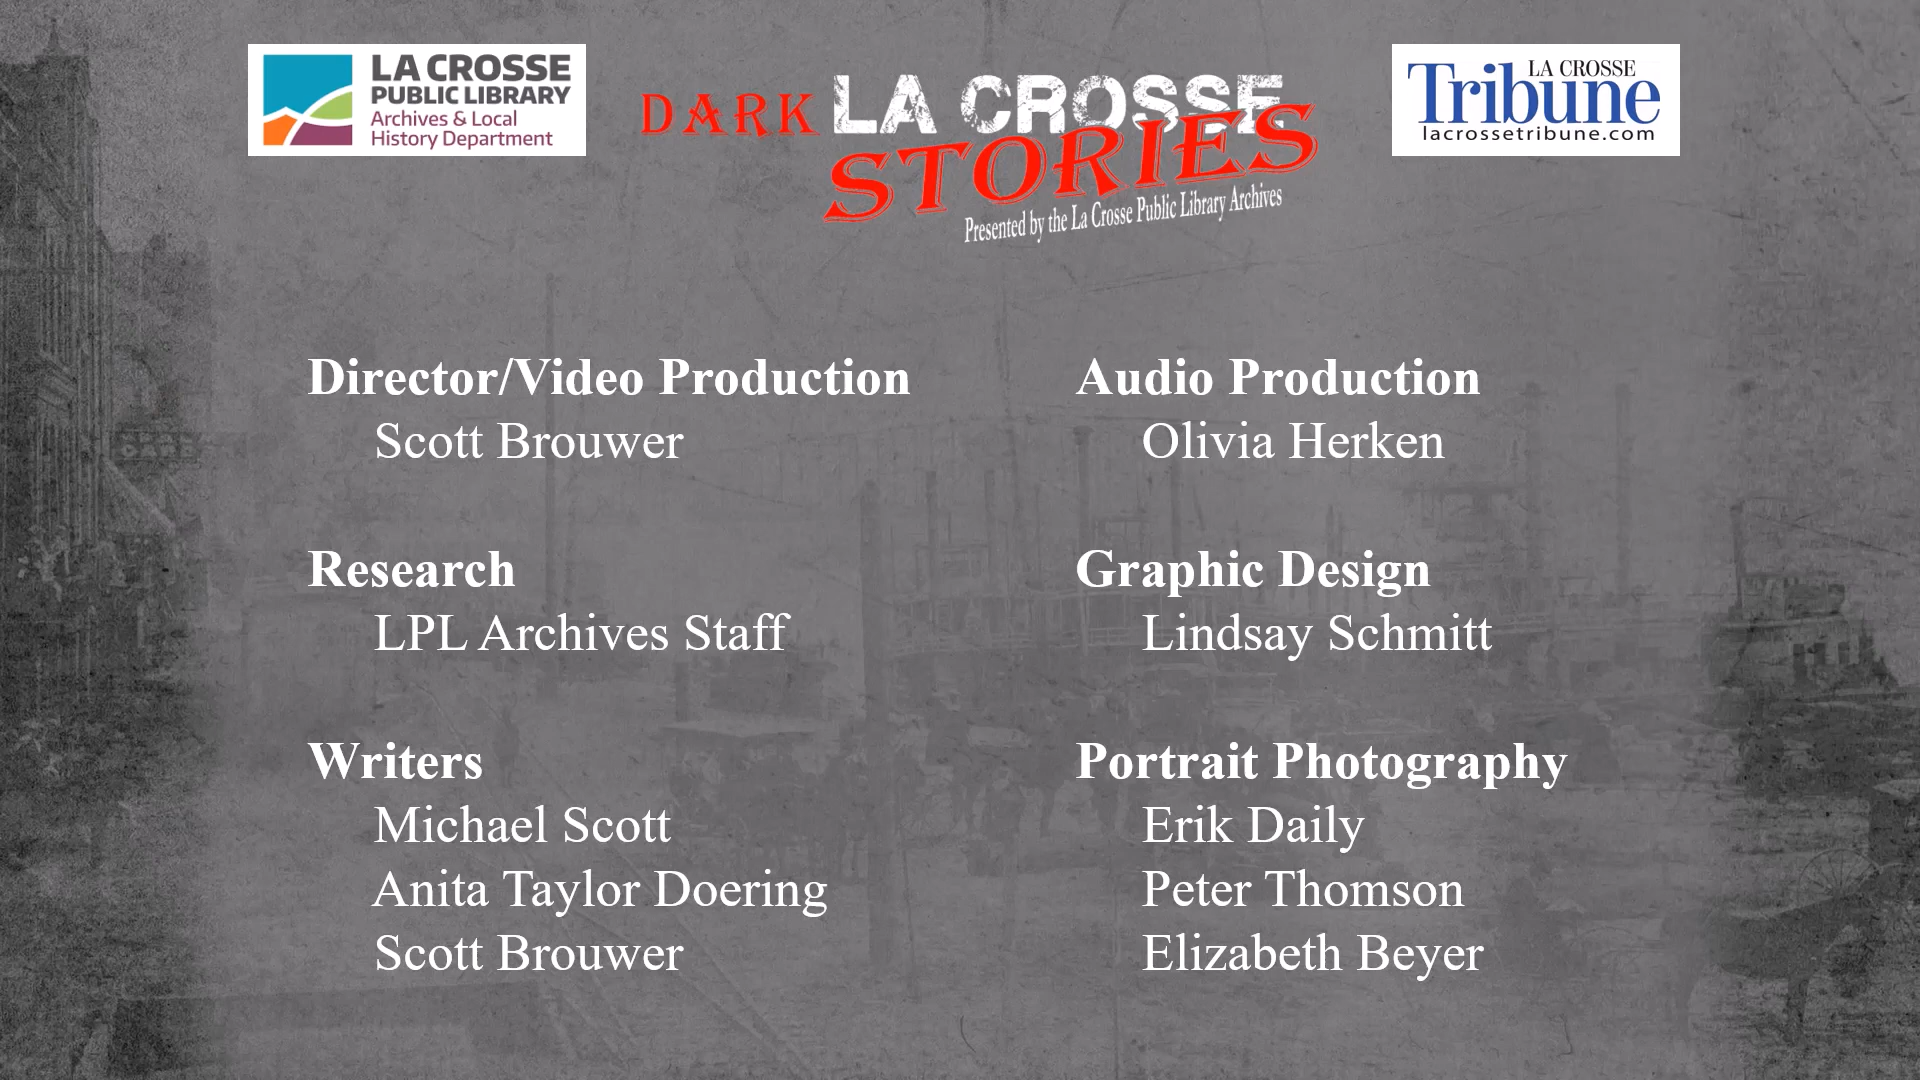 LA CROSSE
PUBLIC LIBRARY
Archives & Local
History Department
DARK LA CROSSE
STORIES
Presented by the La Crosse Public Library Archives
LA CROSSE
Tribune
lacrossetribune.com
Director/Video Production
Scott Brouwer
Research
LPL Archives Staff
Writers
Michael Scott
Anita Taylor Doering
Scott Brouwer
Audio Production
Olivia Herken
Graphic Design
Lindsay Schmitt
Portrait Photography
Erik Daily
Peter Thomson
Elizabeth Beyer